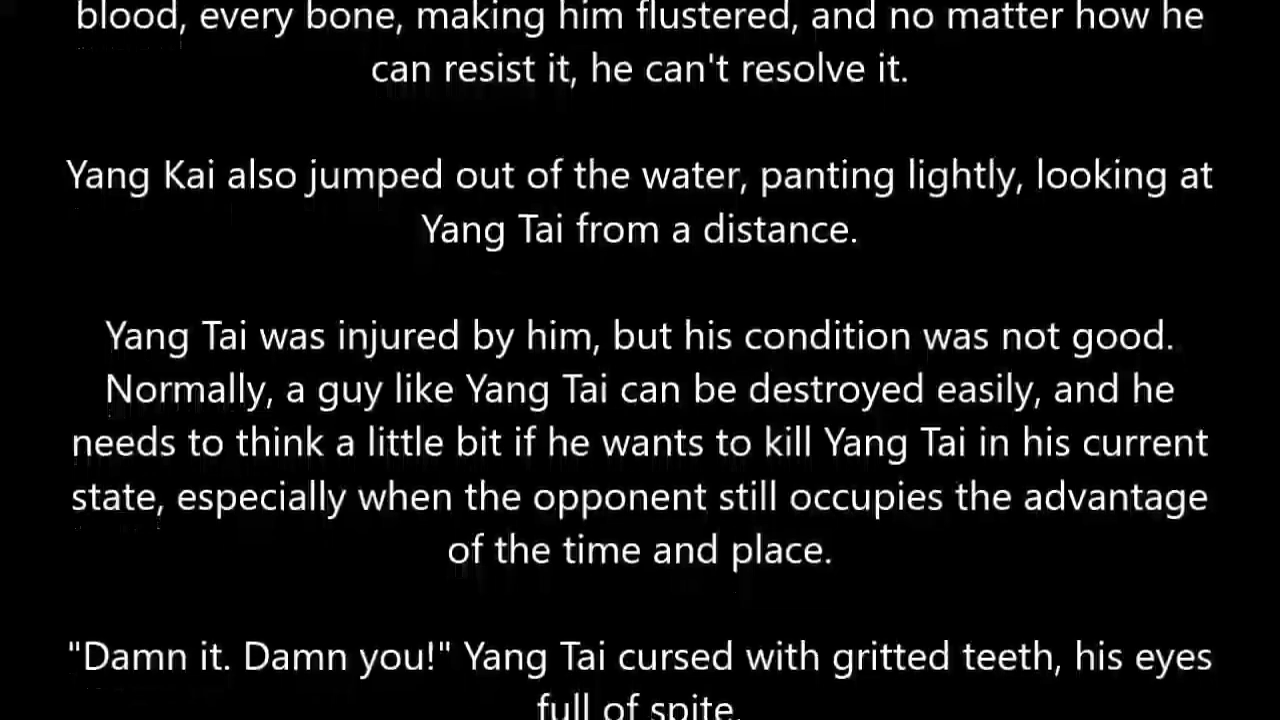 blood, every bone, making him flustered, and no matter how he
can resist it, he can't resolve it.
Yang Kai also jumped out of the water, panting lightly, looking at
Yang Tai from a distance.
Yang Tai was injured by him, but his condition was not good.
Normally, a guy like Yang Tai can be destroyed easily, and he
needs to think a little bit if he wants to kill Yang Tai in his current
state, especially when the opponent still occupies the advantage
of the time and place.
"Damn it. Damn you!" Yang Tai cursed with gritted teeth, his eyes
full of spite.